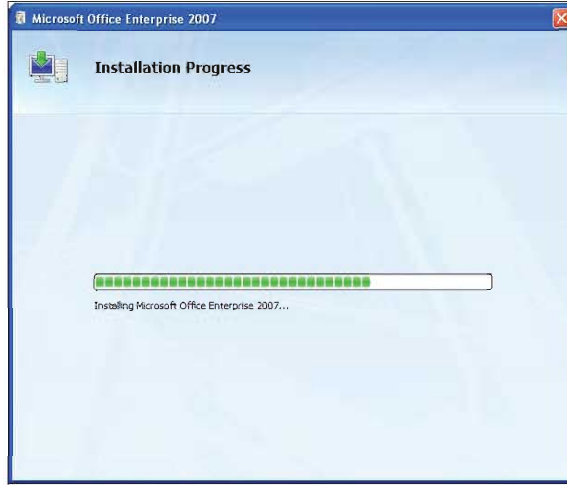 Microsoft Office Enterprise 2007
Installation Progress
Installing Microsoft Office Enterprise 2007...